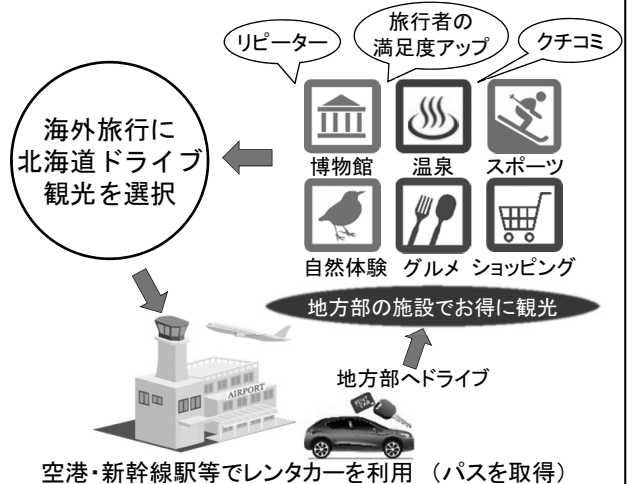 リピーター
旅行者の
満足度アップ
クチコミ
海外旅行に
北海道ドライブ
観光を選択
博物館
温泉
スポーツ
自然体験
グルメ
ショッピング
地方部の施設でお得に観光
地方部へドライブ
AIRPORT
RENT A CAR
空港・新幹線駅等でレンタカーを利用 （パスを取得）